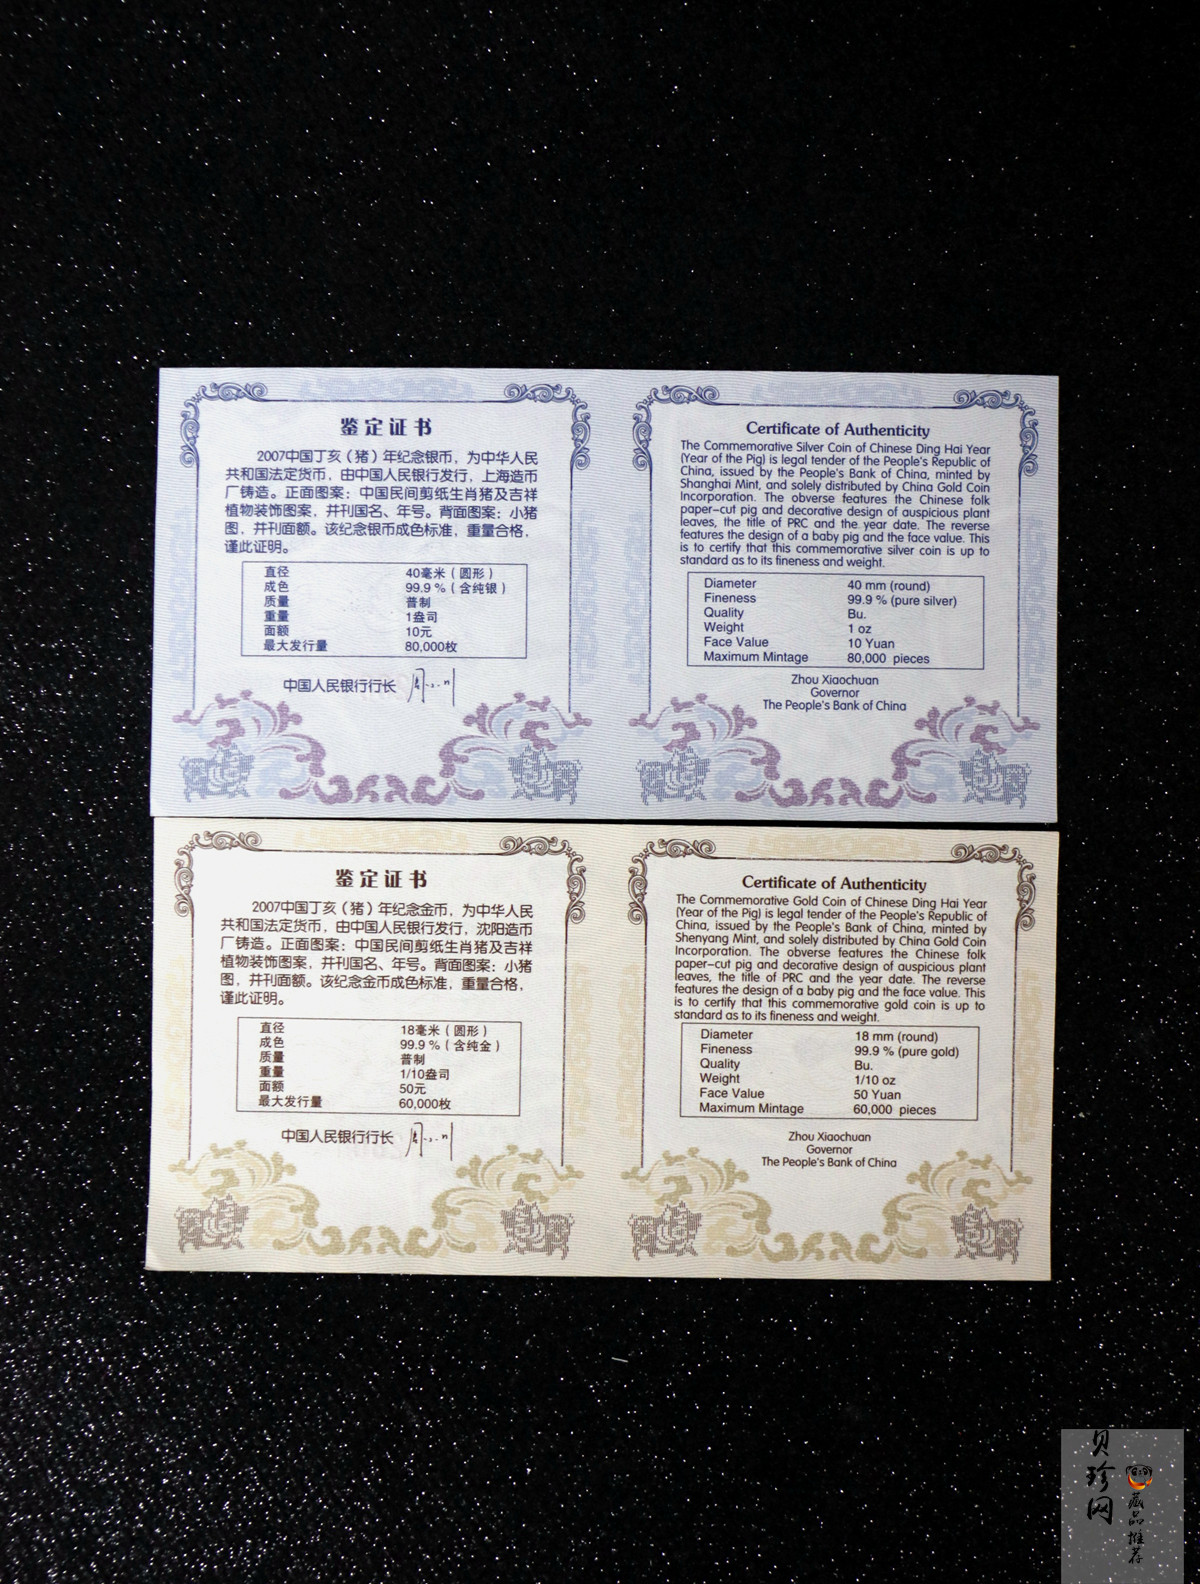 鉴定证书
2007中国丁亥（猪）年纪念银币，为中华人民
共和国法定货币，由中国人民银行发行，上海造币
厂铸造。正面图案：中国民间剪纸生肖猪及吉祥
植物装饰图案，并刊国名、年号。背面图案：小猪
图，并刊面额。该纪念银币成色标准，重量合格，
谨此证明。
直径 40毫米（圆形）
成色 99.9 %（含纯银）
质量 普制
重量 1盎司
面额 10元
最大发行量 80,000枚
中国人民银行行长
Certificate of Authenticity
The Commemorative Silver Coin of Chinese Ding Hai Year
(Year of the Pig) is legal tender of the People's Republic of
China, issued by the People's Bank of China, minted by
Shanghai Mint, and solely distributed by China Gold Coin
Incorporation. The obverse features the Chinese folk
paper-cut pig and decorative design of auspicious plant
leaves, the title of PRC and the year date. The reverse
features the design of a baby pig and the face value. This
is to certify that this commemorative silver coin is up to
standard as to its fineness and weight.
Diameter 40 mm (round)
Fineness 99.9 % (pure silver)
Quality Bu.
Weight 1 oz
Face Value 10 Yuan
Maximum Mintage 80,000 pieces
Zhou Xiaochuan
Governor
The People's Bank of China
鉴定证书
2007中国丁亥（猪）年纪念金币，为中华人民
共和国法定货币，由中国人民银行发行，沈阳造币
厂铸造。正面图案：中国民间剪纸生肖猪及吉祥
植物装饰图案，并刊国名、年号。背面图案：小猪
图，并刊面额。该纪念金币成色标准，重量合格，
谨此证明。
直径 18毫米（圆形）
成色 99.9 %（含纯金）
质量 普制
重量 1/10盎司
面额 50元
最大发行量 60,000枚
中国人民银行行长
Certificate of Authenticity
The Commemorative Gold Coin of Chinese Ding Hai Year
(Year of the Pig) is legal tender of the People's Republic of
China, issued by the People's Bank of China, minted by
Shenyang Mint, and solely distributed by China Gold Coin
Incorporation. The obverse features the Chinese folk
paper-cut pig and decorative design of auspicious plant
leaves, the title of PRC and the year date. The reverse
features the design of a baby pig and the face value. This
is to certify that this commemorative gold coin is up to
standard as to its fineness and weight.
Diameter 18 mm (round)
Fineness 99.9 % (pure gold)
Quality Bu.
Weight 1/10 oz
Face Value 50 Yuan
Maximum Mintage 60,000 pieces
Zhou Xiaochuan
Governor
The People's Bank of China
贝珍网
藏品推荐